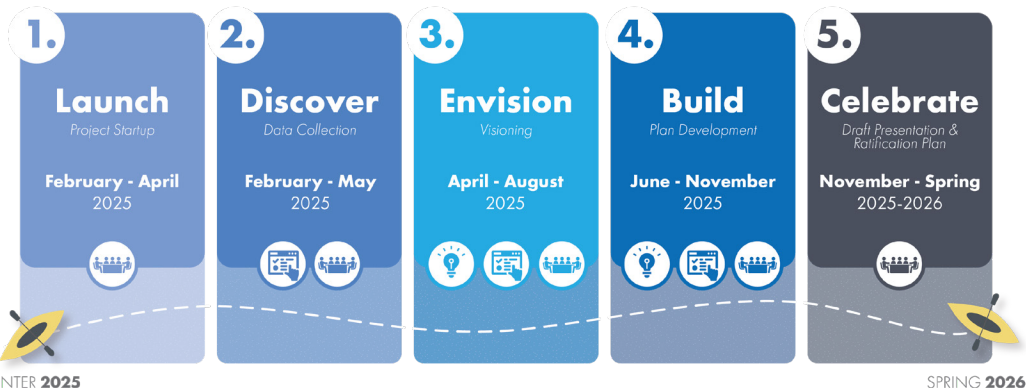 1.
Launch
Project Startup
February - April
2025
2.
Discover
Data Collection
February - May
2025
3.
Envision
Visioning
April - August
2025
4.
Build
Plan Development
June - November
2025
5.
Celebrate
Draft Presentation &
Ratification Plan
November - Spring
2025-2026
NTER 2025
SPRING 2026